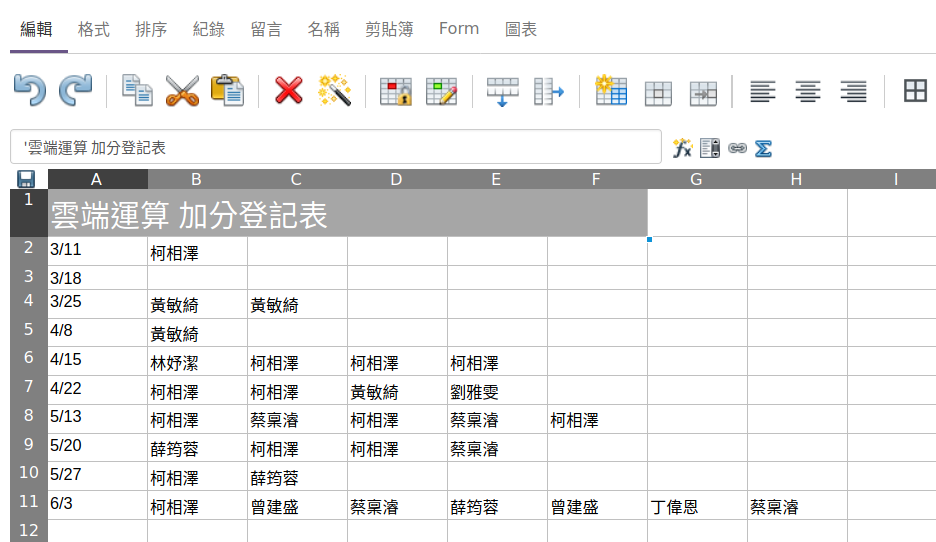 編輯 格式 排序 紀錄 留言 名稱 剪貼簿 Form 圖表
'雲端運算 加分登記表
A B C D E F G H I
1 雲端運算 加分登記表
2 3/11 柯相澤
3 3/18
4 3/25 黃敏綺 黃敏綺
5 4/8 黃敏綺
6 4/15 林妤潔 柯相澤 柯相澤 柯相澤
7 4/22 柯相澤 柯相澤 黃敏綺 劉雅雯
8 5/13 柯相澤 蔡稟濬 柯相澤 蔡稟濬 柯相澤
9 5/20 薛筠蓉 柯相澤 柯相澤 蔡稟濬
10 5/27 柯相澤 薛筠蓉
11 6/3 柯相澤 曾建盛 蔡稟濬 薛筠蓉 曾建盛 丁偉恩 蔡稟濬
12